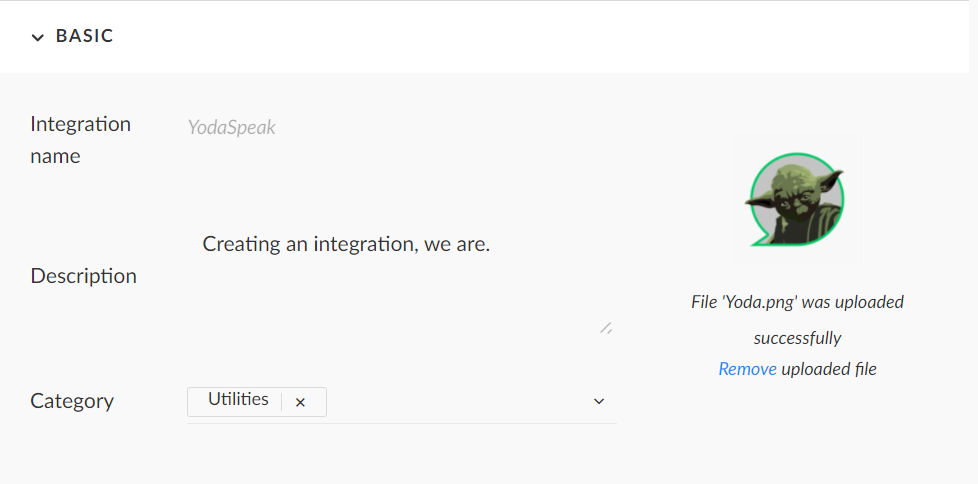 BASIC
Integration
name
YodaSpeak
Creating an integration, we are.
Description
File 'Yoda.png' was uploaded
successfully
Remove uploaded file
Category
Utilities ×